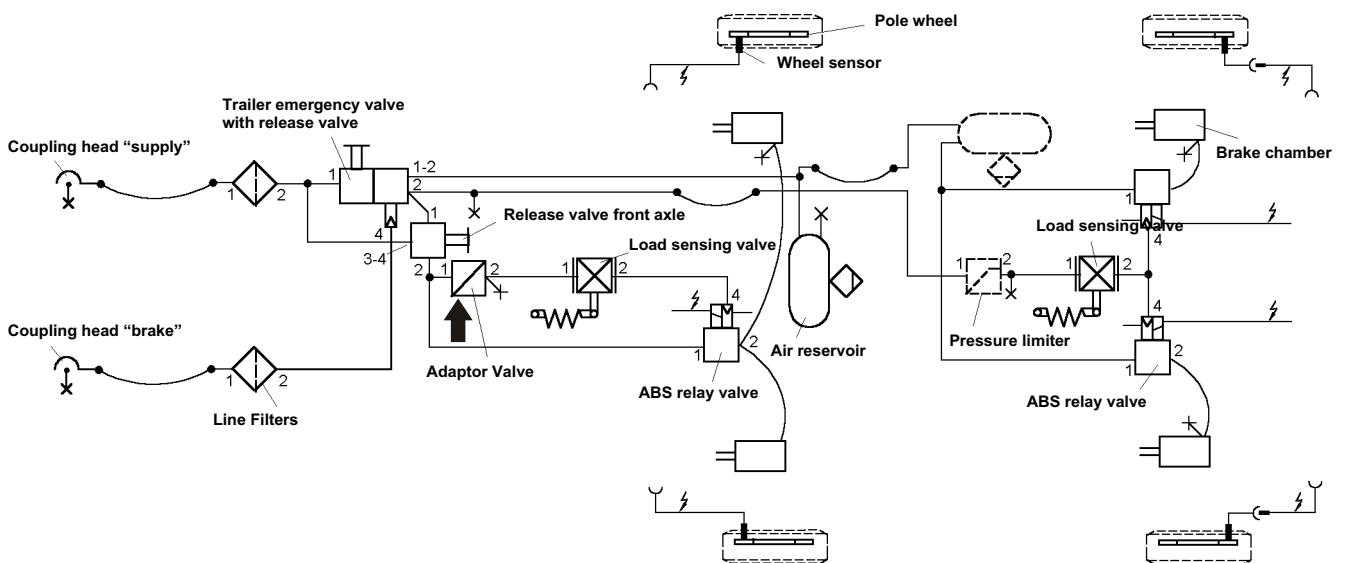 Pole wheel
Wheel sensor
Trailer emergency valve
with release valve
Coupling head “supply”
Brake chamber
1
2
1
1-2
2
4
3-4
1
2
Release valve front axle
Load sensing valve
1
2
1
2
4
1
2
Adaptor Valve
ABS relay valve
Air reservoir
Coupling head “brake”
1
2
Line Filters
1
4
Load sensing valve
1
2
1
2
Pressure limiter
4
2
1
ABS relay valve